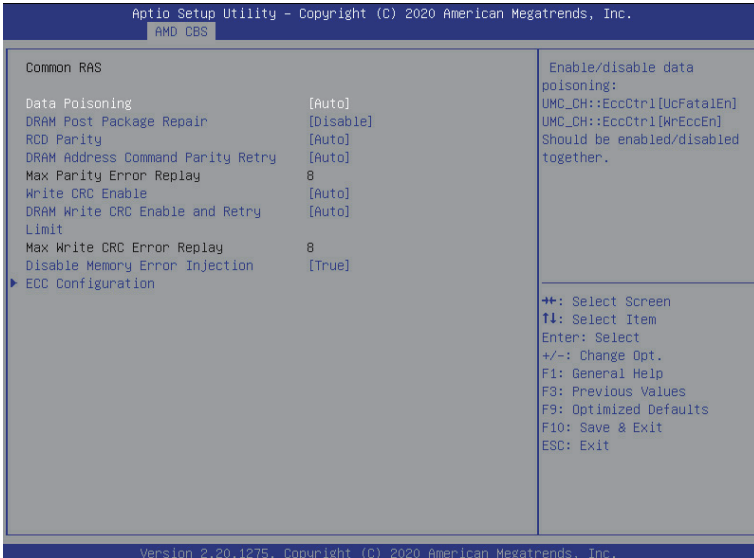 Aptio Setup Utility – Copyright (C) 2020 American Megatrends, Inc.
AMD CBS
Common RAS
Data Poisoning [Auto]
DRAM Post Package Repair [Disable]
RCD Parity [Auto]
DRAM Address Command Parity Retry [Auto]
Max Parity Error Replay 8
Write CRC Enable [Auto]
DRAM Write CRC Enable and Retry [Auto]
Limit
Max Write CRC Error Replay 8
Disable Memory Error Injection [True]
ECC Configuration
Enable/disable data
poisoning:
UMC_CH::EccCtrl[UcFatalEn]
UMC_CH::EccCtrl[WrEccEn]
Should be enabled/disabled
together.
→←: Select Screen
↑↓: Select Item
Enter: Select
+/-: Change Opt.
F1: General Help
F3: Previous Values
F9: Optimized Defaults
F10: Save & Exit
ESC: Exit
Version 2.20.1275. Copyright (C) 2020 American Megatrends, Inc.